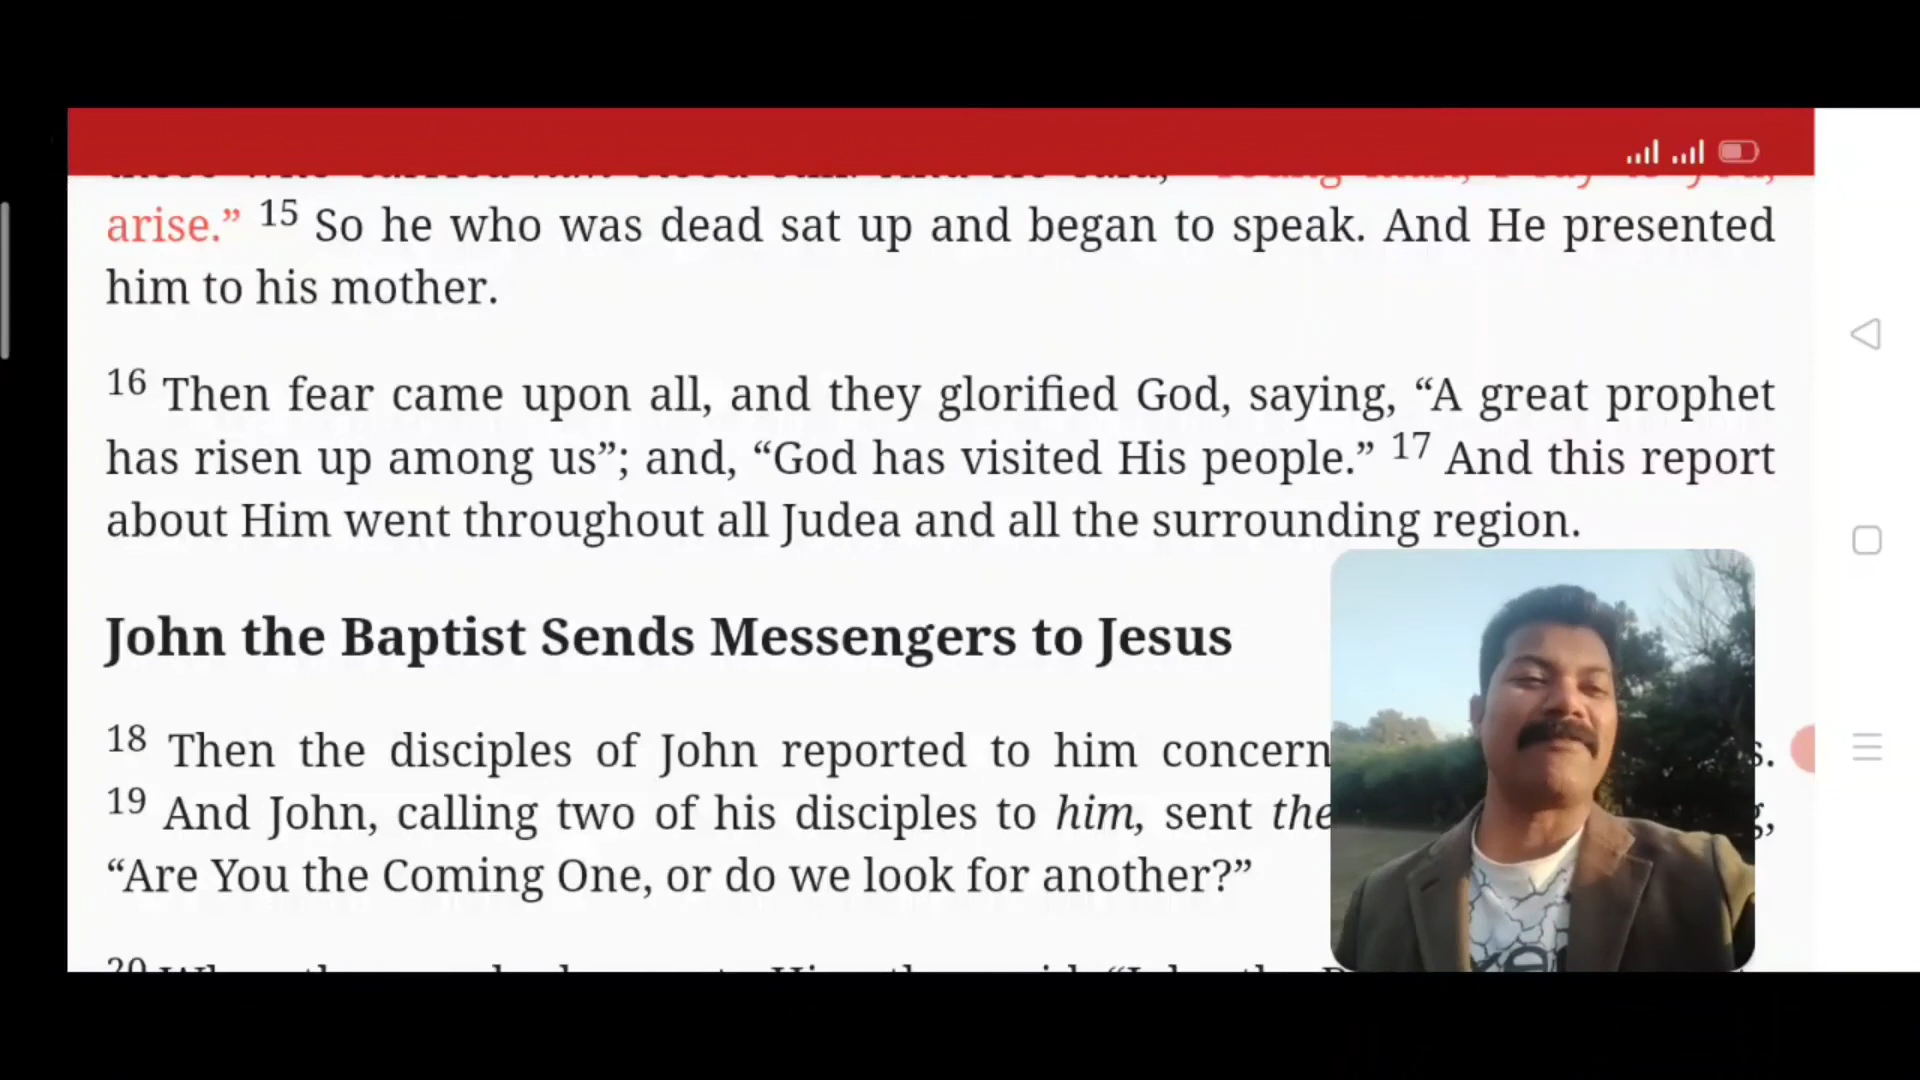 arise.” 15 So he who was dead sat up and began to speak. And He presented
him to his mother.
16 Then fear came upon all, and they glorified God, saying, “A great prophet
has risen up among us”; and, “God has visited His people.” 17 And this report
about Him went throughout all Judea and all the surrounding region.
John the Baptist Sends Messengers to Jesus
18 Then the disciples of John reported to him concern
19 And John, calling two of his disciples to him, sent the
“Are You the Coming One, or do we look for another?”